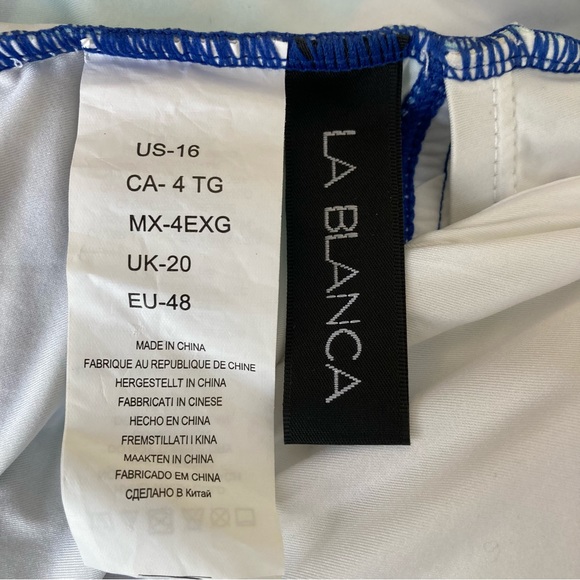 US-16
CA- 4 TG
MX-4EXG
UK-20
EU-48
MADE IN CHINA
FABRIQUE AU REPUBLIQUE DE CHINE
HERGESTELLT IN CHINA
FABBRICATI IN CINESE
HECHO EN CHINA
FREMSTILLATI I KINA
MAAKTEN IN CHINA
FABRICADO EM CHINA
СДЕЛАНО В Китай
LA BLANCA